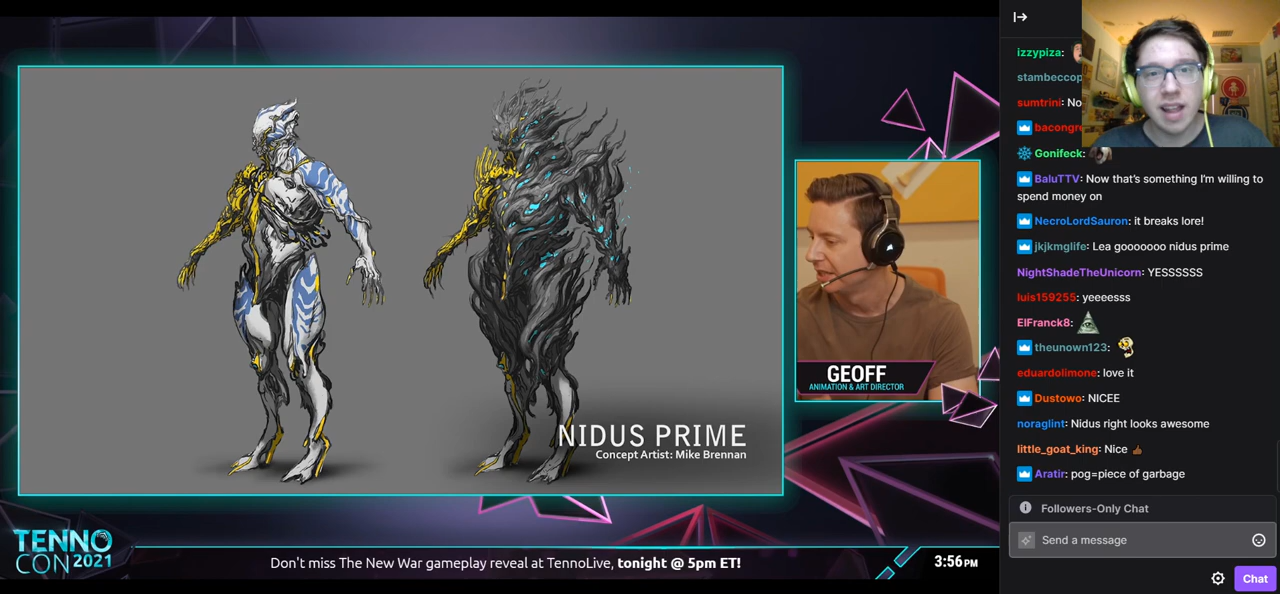 NIDUS PRIME
Concept Artist: Mike Brennan
GEOFF
ANIMATION & ART DIRECTOR
TENNO
CON 2021
Don't miss The New War gameplay reveal at TennoLive, tonight @ 5pm ET!
3:56 PM
izzypiza:
stambeccop
sumtrini: No
bacongre
Gonifeck:
BaluTTV: Now that's something I'm willing to
spend money on
NecroLordSauron: it breaks lore!
jkjkmglife: Lea gooooooo nidus prime
NightShadeTheUnicorn: YESSSSSS
luis159255: yeeeesss
ElFranck8:
theunown123:
eduardolimone: love it
Dustowo: NICEE
noraglint: Nidus right looks awesome
little_goat_king: Nice
Aratir: pog=piece of garbage
Followers-Only Chat
Send a message
Chat